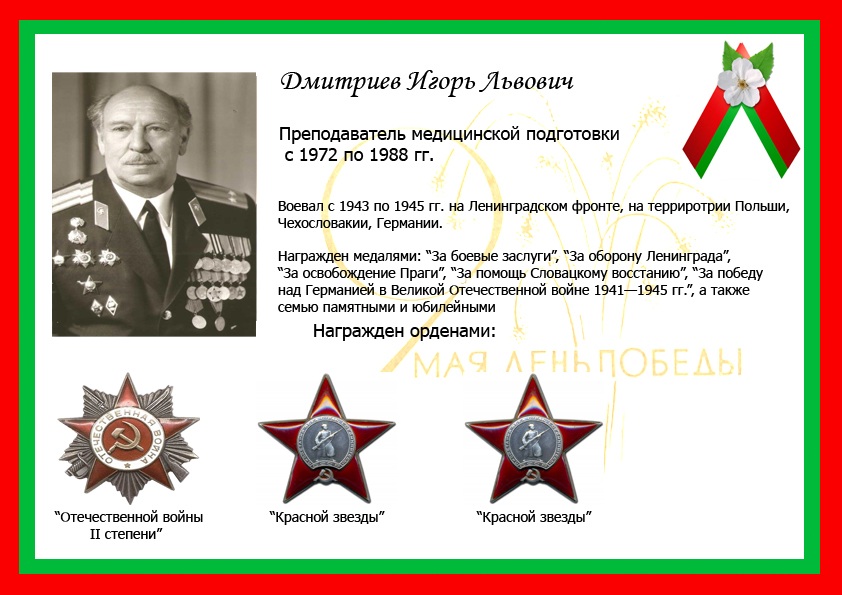 Дмитриев Игорь Львович
Преподаватель медицинской подготовки
с 1972 по 1988 гг.
Воевал с 1943 по 1945 гг. на Ленинградском фронте, на терриротрии Польши,
Чехословакии, Германии.
Награжден медалями: “За боевые заслуги”, “За оборону Ленинграда”,
“За освобождение Праги”, “За помощь Словацкому восстанию”, “За победу
над Германией в Великой Отечественной войне 1941—1945 гг.”, а также
семью памятными и юбилейными
Награжден орденами:
9 МАЯ ДЕНЬ ПОБЕДЫ
ОТЕЧЕСТВЕННАЯ ВОЙНА
“Отечественной войны
II степени”
“Красной звезды”
“Красной звезды”